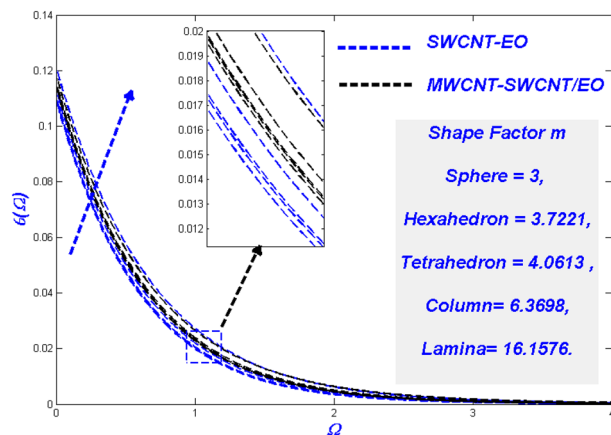 0.14
0.12
0.1
0.08
0.06
0.04
0.02
0
0
1
2
3
4
θ(Ω)
Ω
0.02
0.019
0.018
0.017
0.016
0.015
0.014
0.013
0.012
SWCNT-EO
MWCNT-SWCNT/EO
Shape Factor m
Sphere = 3,
Hexahedron = 3.7221,
Tetrahedron = 4.0613 ,
Column= 6.3698,
Lamina= 16.1576.